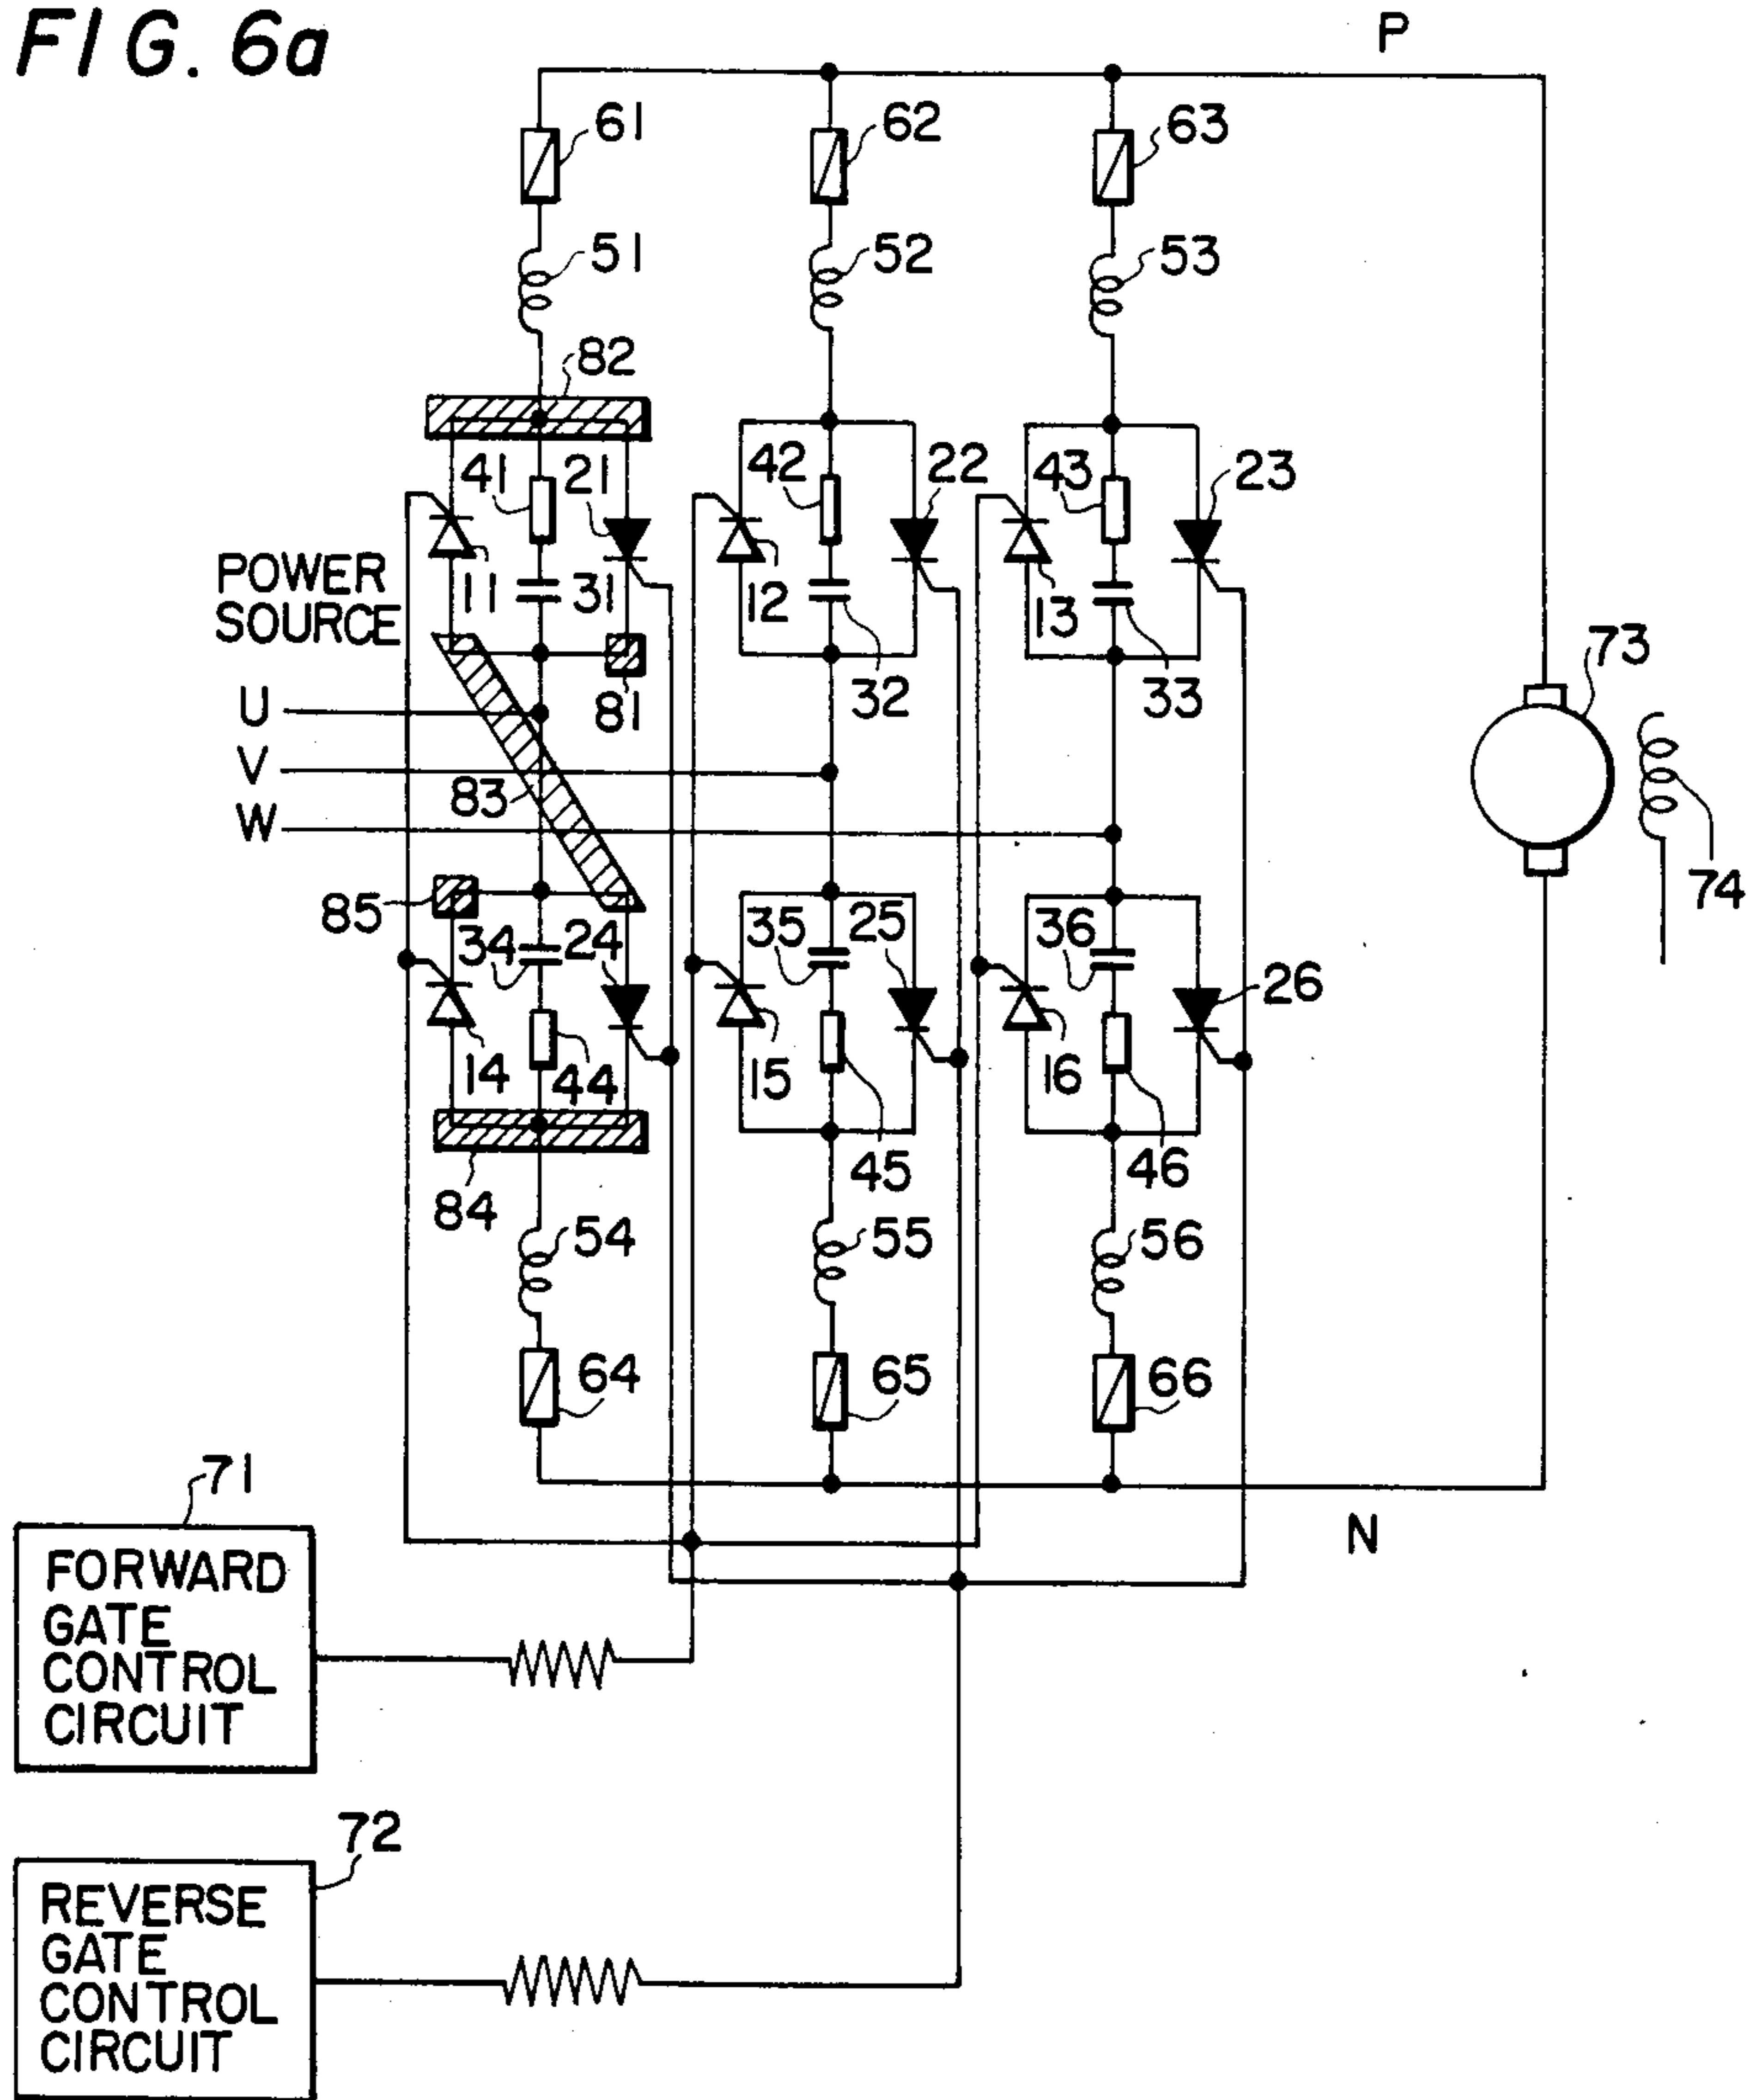 FIG. 6a
P
61 62 63
51 52 53
82
41 21 42 22 43 23
POWER
SOURCE
11 31 12 13
32 33 73
81
U
V
83
W
74
85
34 24 35 25 36 26
14 44 15 16
45 46
84
54 55 56
64 65 66
71
N
FORWARD
GATE
CONTROL
CIRCUIT
72
REVERSE
GATE
CONTROL
CIRCUIT